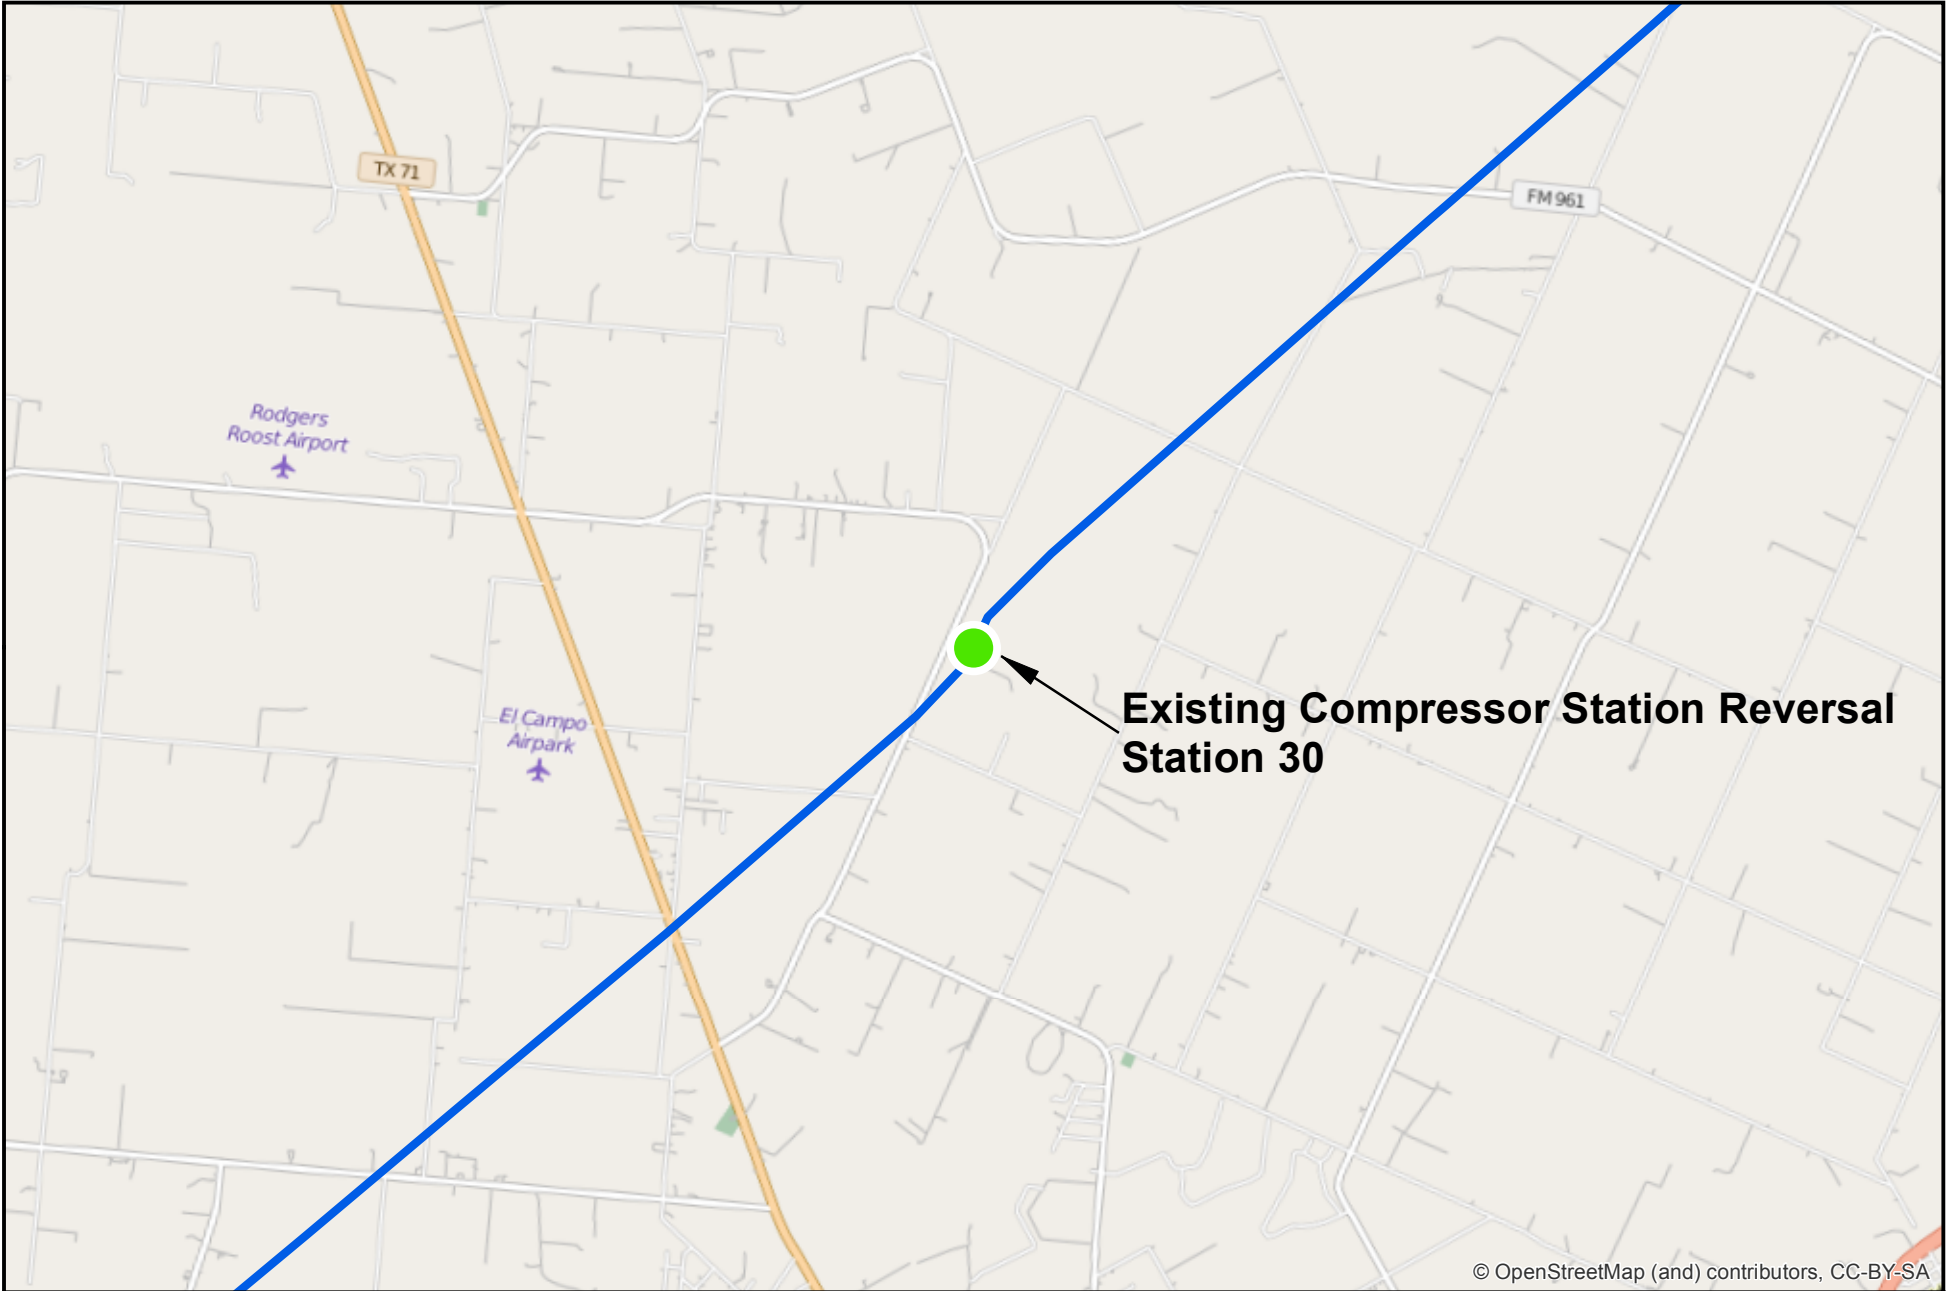 TX 71
FM 961
Rodgers
Roost Airport
El Campo
Airpark
Existing Compressor Station Reversal
Station 30
© OpenStreetMap (and) contributors, CC-BY-SA